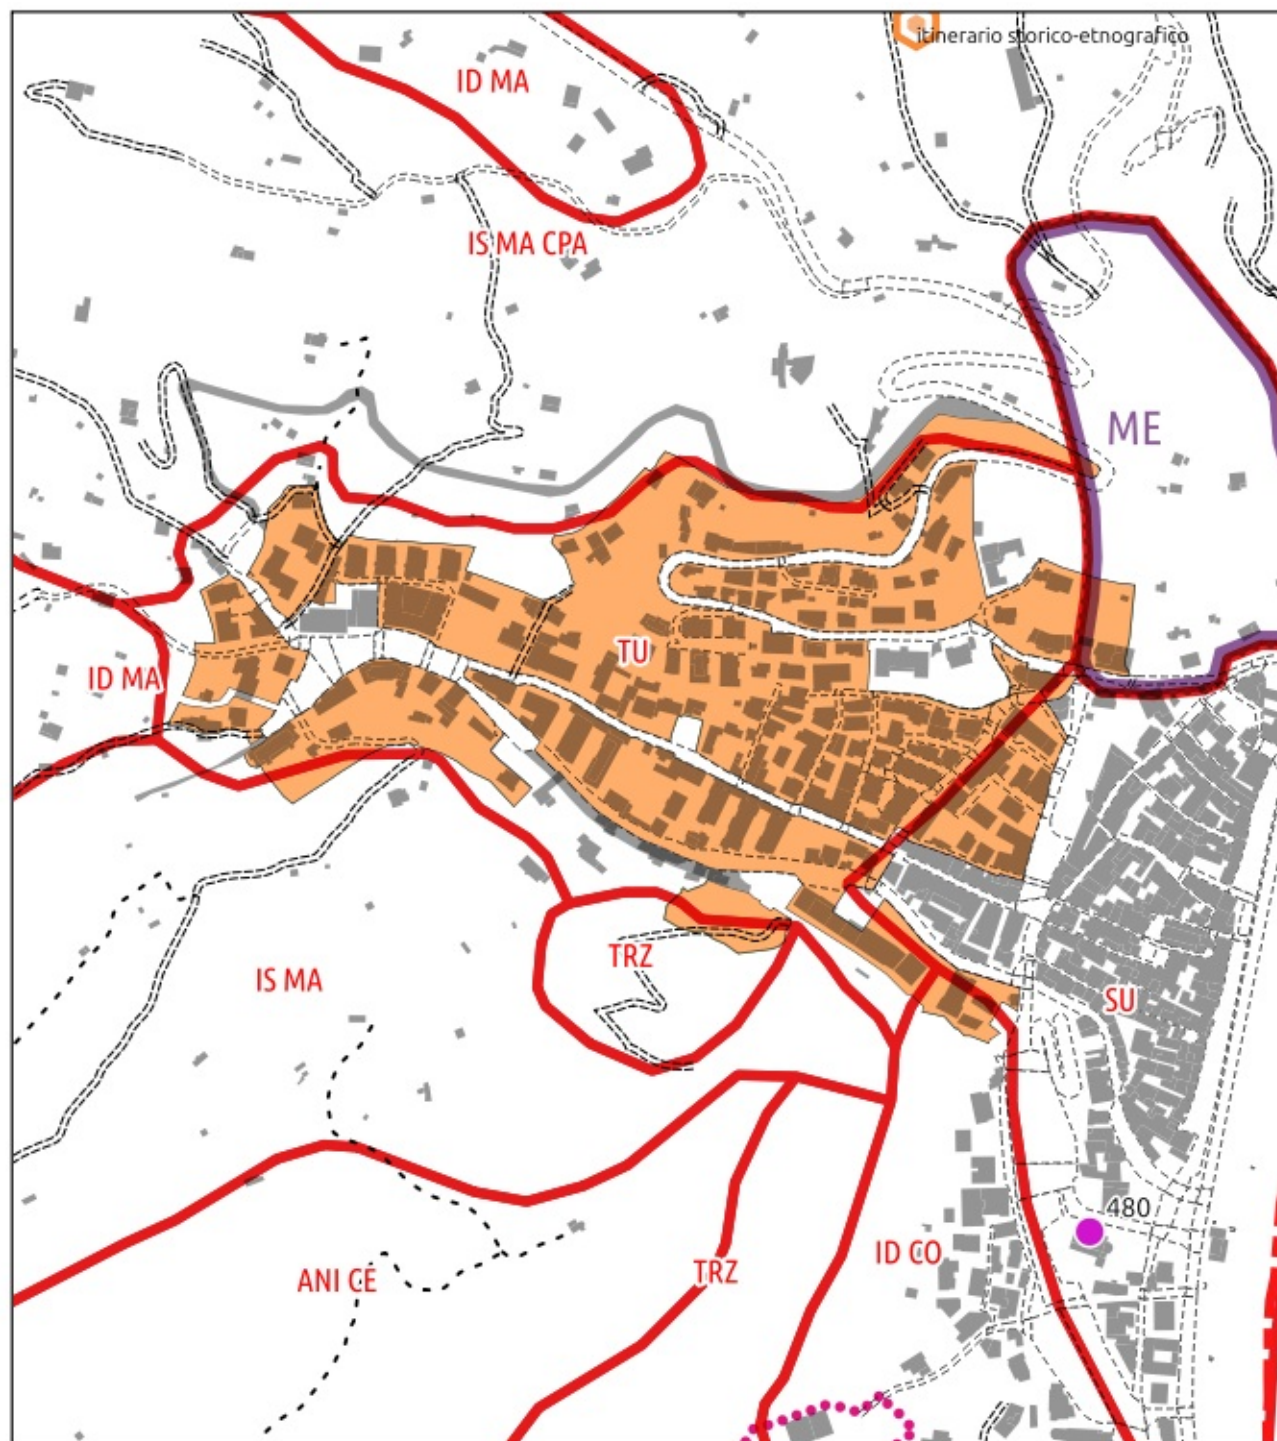 itinerario storico-etnografico
ID MA
IS MA CPA
ME
TU
ID MA
TRZ
IS MA
SU
480
ID CO
TRZ
ANI CE